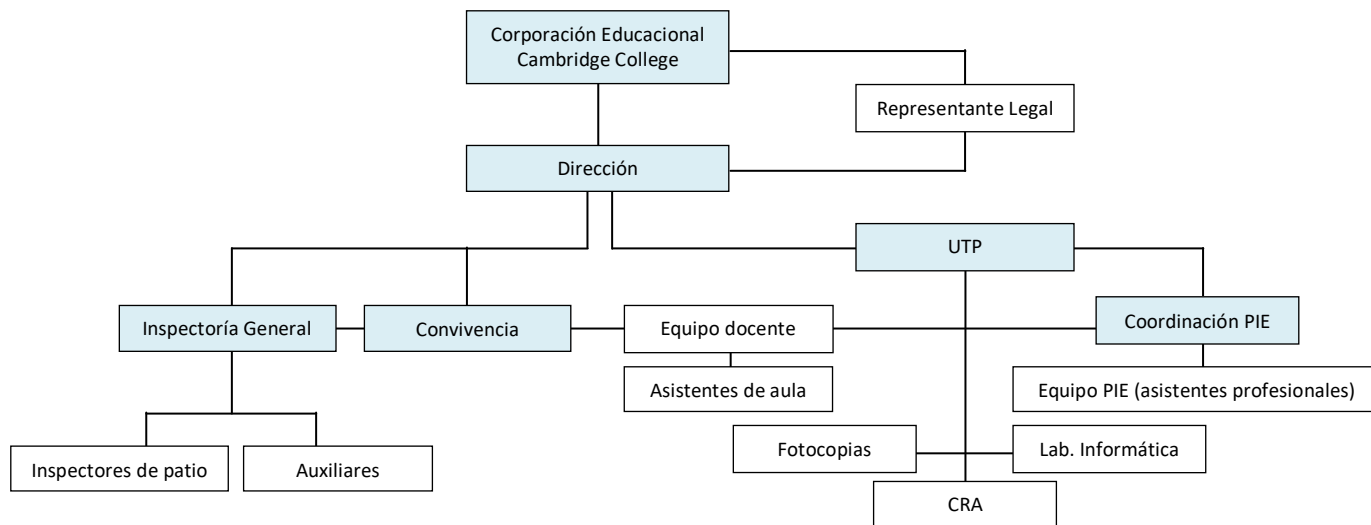 Corporación Educacional
Cambridge College
Representante Legal
Dirección
UTP
Inspectoría General
Convivencia
Equipo docente
Coordinación PIE
Asistentes de aula
Equipo PIE (asistentes profesionales)
Fotocopias
Lab. Informática
Inspectores de patio
Auxiliares
CRA